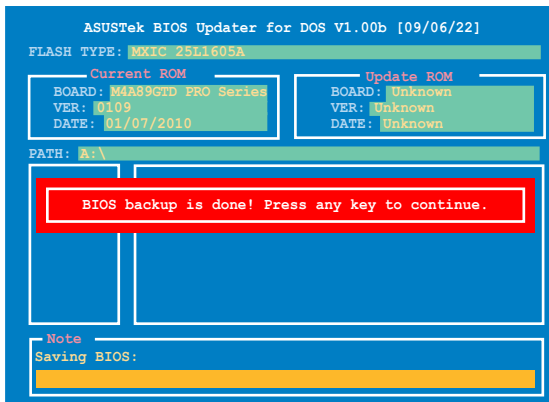 ASUSTek BIOS Updater for DOS V1.00b [09/06/22]
FLASH TYPE: MXIC 25L1605A
Current ROM
BOARD: M4A89GTD PRO Series
VER: 0109
DATE: 01/07/2010
Update ROM
BOARD: Unknown
VER: Unknown
DATE: Unknown
PATH: A:\
BIOS backup is done! Press any key to continue.
Note
Saving BIOS: